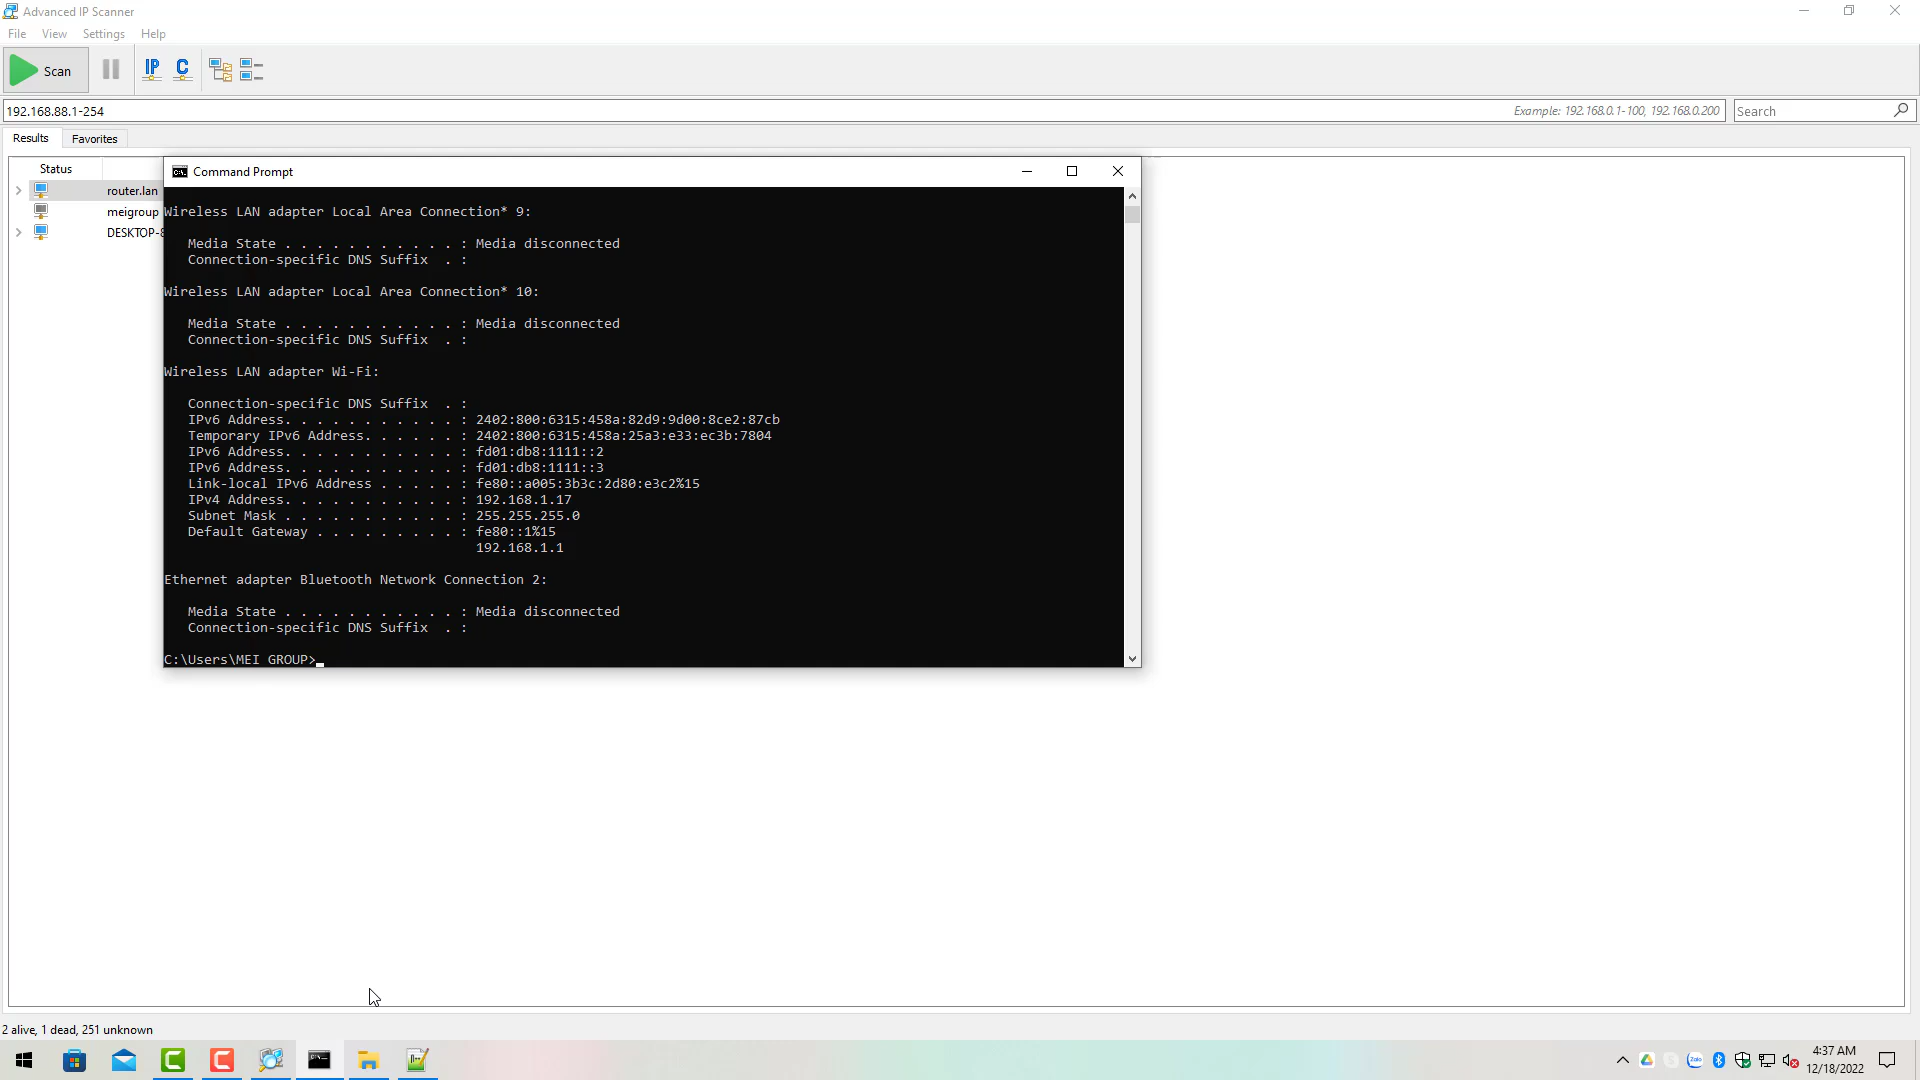 Advanced IP Scanner
File View Settings Help
Scan
IP C
192.168.88.1-254
Example: 192.168.0.1-100, 192.168.0.200
Search
Results Favorites
Status
router.lan
meigroup
DESKTOP-8
Command Prompt
Wireless LAN adapter Local Area Connection* 9:
Media State . . . . . . . . . . . : Media disconnected
Connection-specific DNS Suffix  . :
Wireless LAN adapter Local Area Connection* 10:
Media State . . . . . . . . . . . : Media disconnected
Connection-specific DNS Suffix  . :
Wireless LAN adapter Wi-Fi:
Connection-specific DNS Suffix  . :
IPv6 Address. . . . . . . . . . . : 2402:800:6315:458a:82d9:9d00:8ce2:87cb
Temporary IPv6 Address. . . . . . : 2402:800:6315:458a:25a3:e33:ec3b:7804
IPv6 Address. . . . . . . . . . . : fd01:db8:1111::2
IPv6 Address. . . . . . . . . . . : fd01:db8:1111::3
Link-local IPv6 Address . . . . . : fe80::a005:3b3c:2d80:e3c2%15
IPv4 Address. . . . . . . . . . . : 192.168.1.17
Subnet Mask . . . . . . . . . . . : 255.255.255.0
Default Gateway . . . . . . . . . : fe80::1%15
192.168.1.1
Ethernet adapter Bluetooth Network Connection 2:
Media State . . . . . . . . . . . : Media disconnected
Connection-specific DNS Suffix  . :
C:\Users\MEI GROUP>
2 alive, 1 dead, 251 unknown
Zalo
4:37 AM
12/18/2022